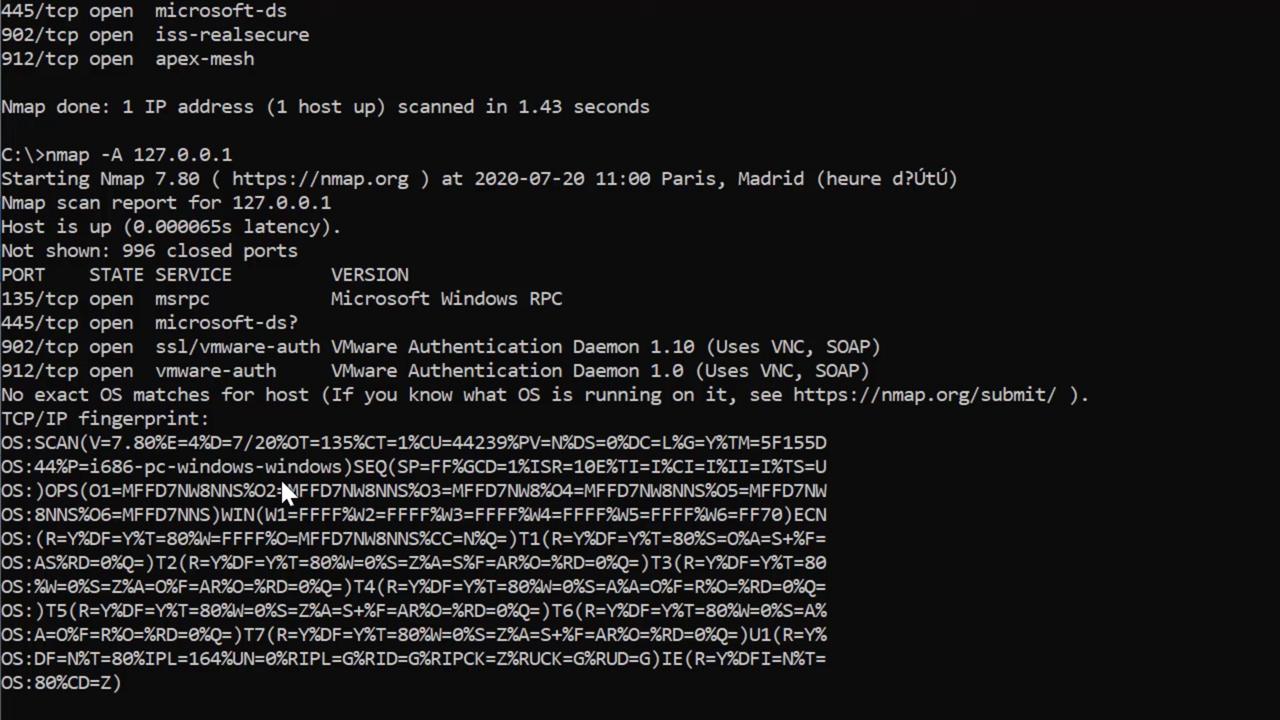 445/tcp open  microsoft-ds
902/tcp open  iss-realsecure
912/tcp open  apex-mesh
Nmap done: 1 IP address (1 host up) scanned in 1.43 seconds
C:\>nmap -A 127.0.0.1
Starting Nmap 7.80 ( https://nmap.org ) at 2020-07-20 11:00 Paris, Madrid (heure d?ÚtÚ)
Nmap scan report for 127.0.0.1
Host is up (0.000065s latency).
Not shown: 996 closed ports
PORT    STATE SERVICE         VERSION
135/tcp open  msrpc           Microsoft Windows RPC
445/tcp open  microsoft-ds?
902/tcp open  ssl/vmware-auth VMware Authentication Daemon 1.10 (Uses VNC, SOAP)
912/tcp open  vmware-auth     VMware Authentication Daemon 1.0 (Uses VNC, SOAP)
No exact OS matches for host (If you know what OS is running on it, see https://nmap.org/submit/ ).
TCP/IP fingerprint:
OS:SCAN(V=7.80%E=4%D=7/20%OT=135%CT=1%CU=44239%PV=N%DS=0%DC=L%G=Y%TM=5F155D
OS:44%P=i686-pc-windows-windows)SEQ(SP=FF%GCD=1%ISR=10E%TI=I%CI=I%II=I%TS=U
OS:)OPS(O1=MFFD7NW8NNS%O2=MFFD7NW8NNS%O3=MFFD7NW8%O4=MFFD7NW8NNS%O5=MFFD7NW
OS:8NNS%O6=MFFD7NNS)WIN(W1=FFFF%W2=FFFF%W3=FFFF%W4=FFFF%W5=FFFF%W6=FF70)ECN
OS:(R=Y%DF=Y%T=80%W=FFFF%O=MFFD7NW8NNS%CC=N%Q=)T1(R=Y%DF=Y%T=80%S=O%A=S+%F=
OS:AS%RD=0%Q=)T2(R=Y%DF=Y%T=80%W=0%S=Z%A=S%F=AR%O=%RD=0%Q=)T3(R=Y%DF=Y%T=80
OS:%W=0%S=Z%A=O%F=AR%O=%RD=0%Q=)T4(R=Y%DF=Y%T=80%W=0%S=A%A=O%F=R%O=%RD=0%Q=
OS:)T5(R=Y%DF=Y%T=80%W=0%S=Z%A=S+%F=AR%O=%RD=0%Q=)T6(R=Y%DF=Y%T=80%W=0%S=A%
OS:A=O%F=R%O=%RD=0%Q=)T7(R=Y%DF=Y%T=80%W=0%S=Z%A=S+%F=AR%O=%RD=0%Q=)U1(R=Y%
OS:DF=N%T=80%IPL=164%UN=0%RIPL=G%RID=G%RIPCK=Z%RUCK=G%RUD=G)IE(R=Y%DFI=N%T=
OS:80%CD=Z)